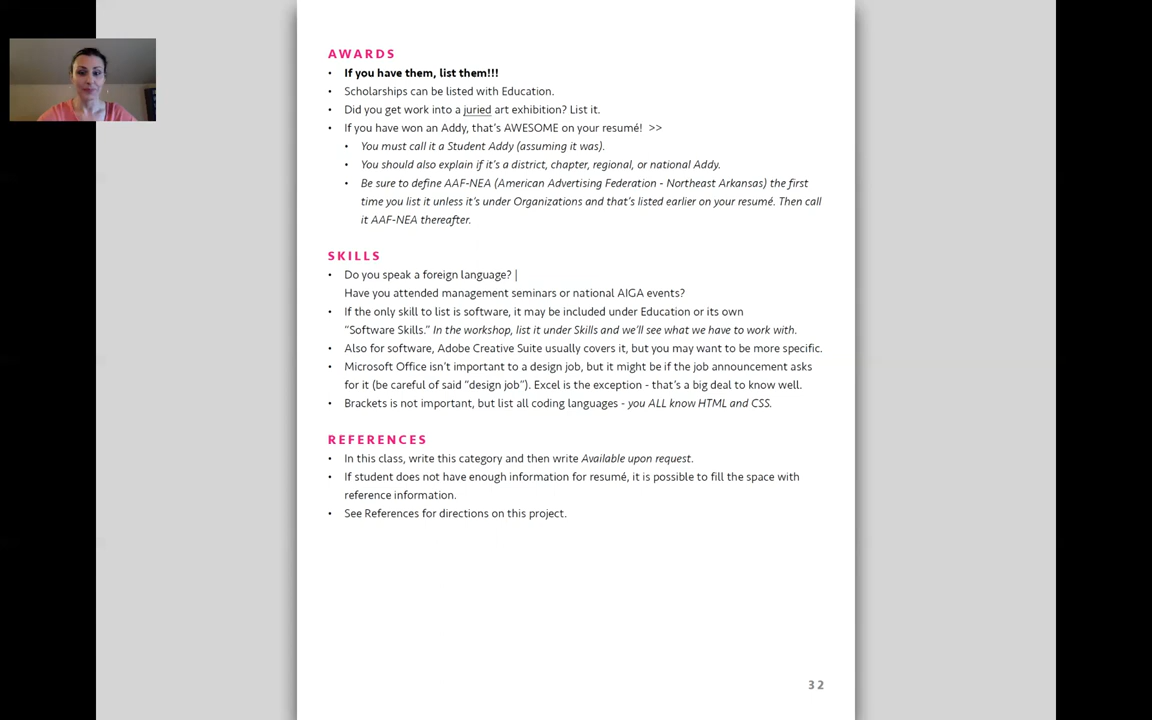 AWARDS
• If you have them, list them!!!
• Scholarships can be listed with Education.
• Did you get work into a juried art exhibition? List it.
• If you have won an Addy, that's AWESOME on your resumé! >>
• You must call it a Student Addy (assuming it was).
• You should also explain if it's a district, chapter, regional, or national Addy.
• Be sure to define AAF-NEA (American Advertising Federation - Northeast Arkansas) the first
time you list it unless it's under Organizations and that's listed earlier on your resumé. Then call
it AAF-NEA thereafter.
SKILLS
• Do you speak a foreign language? |
Have you attended management seminars or national AIGA events?
• If the only skill to list is software, it may be included under Education or its own
"Software Skills." In the workshop, list it under Skills and we'll see what we have to work with.
• Also for software, Adobe Creative Suite usually covers it, but you may want to be more specific.
• Microsoft Office isn't important to a design job, but it might be if the job announcement asks
for it (be careful of said "design job"). Excel is the exception - that's a big deal to know well.
• Brackets is not important, but list all coding languages - you ALL know HTML and CSS.
REFERENCES
• In this class, write this category and then write Available upon request.
• If student does not have enough information for resumé, it is possible to fill the space with
reference information.
• See References for directions on this project.
32